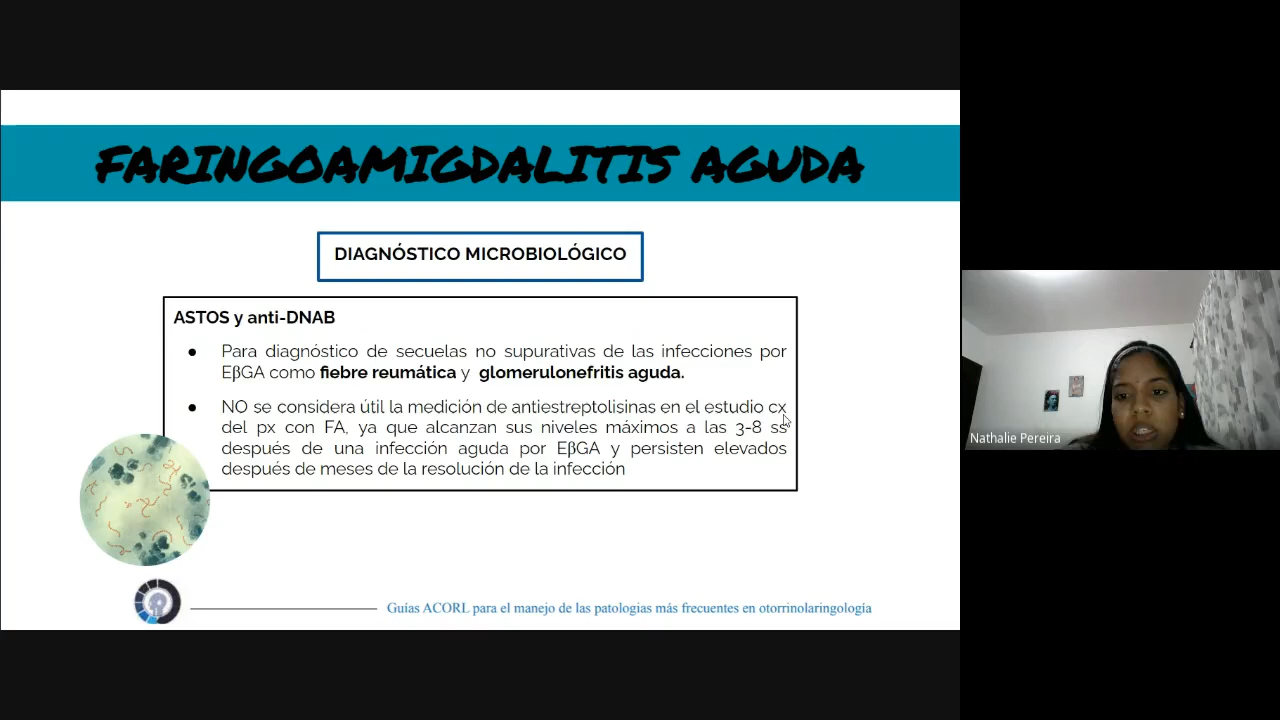 FARINGOAMIGDALITIS AGUDA
DIAGNÓSTICO MICROBIOLÓGICO
ASTOS y anti-DNAB
● Para diagnóstico de secuelas no supurativas de las infecciones por
EβGA como fiebre reumática y glomerulonefritis aguda.
● NO se considera útil la medición de antiestreptolisinas en el estudio cx
del px con FA, ya que alcanzan sus niveles máximos a las 3-8 ss
después de una infección aguda por EβGA y persisten elevados
después de meses de la resolución de la infección
Guías ACORL para el manejo de las patologias más frecuentes en otorrinolaringología
Nathalie Pereira